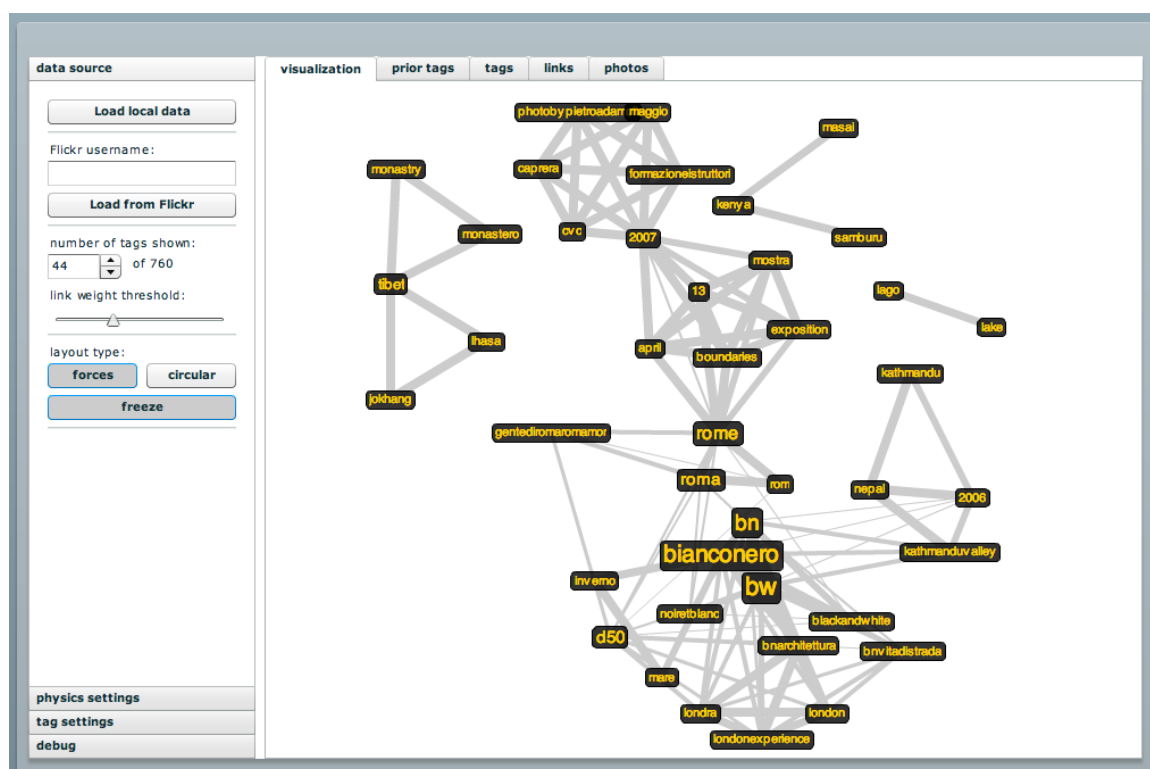 data source
visualization
prior tags
tags
links
photos
Load local data
Flickr username:
Load from Flickr
number of tags shown:
44
of 760
link weight threshold:
layout type:
forces
circular
freeze
physics settings
tag settings
debug
maggio
masai
monastry
caprera
formazioneistruttori
kenya
cvc
2007
monastero
samburu
mostra
tibet
13
lago
lake
exposition
lhasa
april
boundaries
kathmandu
jokhang
gentediromaromamor
rome
roma
rom
nepal
2006
bn
bianconero
kathmanduvalley
inverno
bw
noiretblanc
blackandwhite
d50
bnarchitettura
bnvitadistrada
mare
londra
london
londonexperience